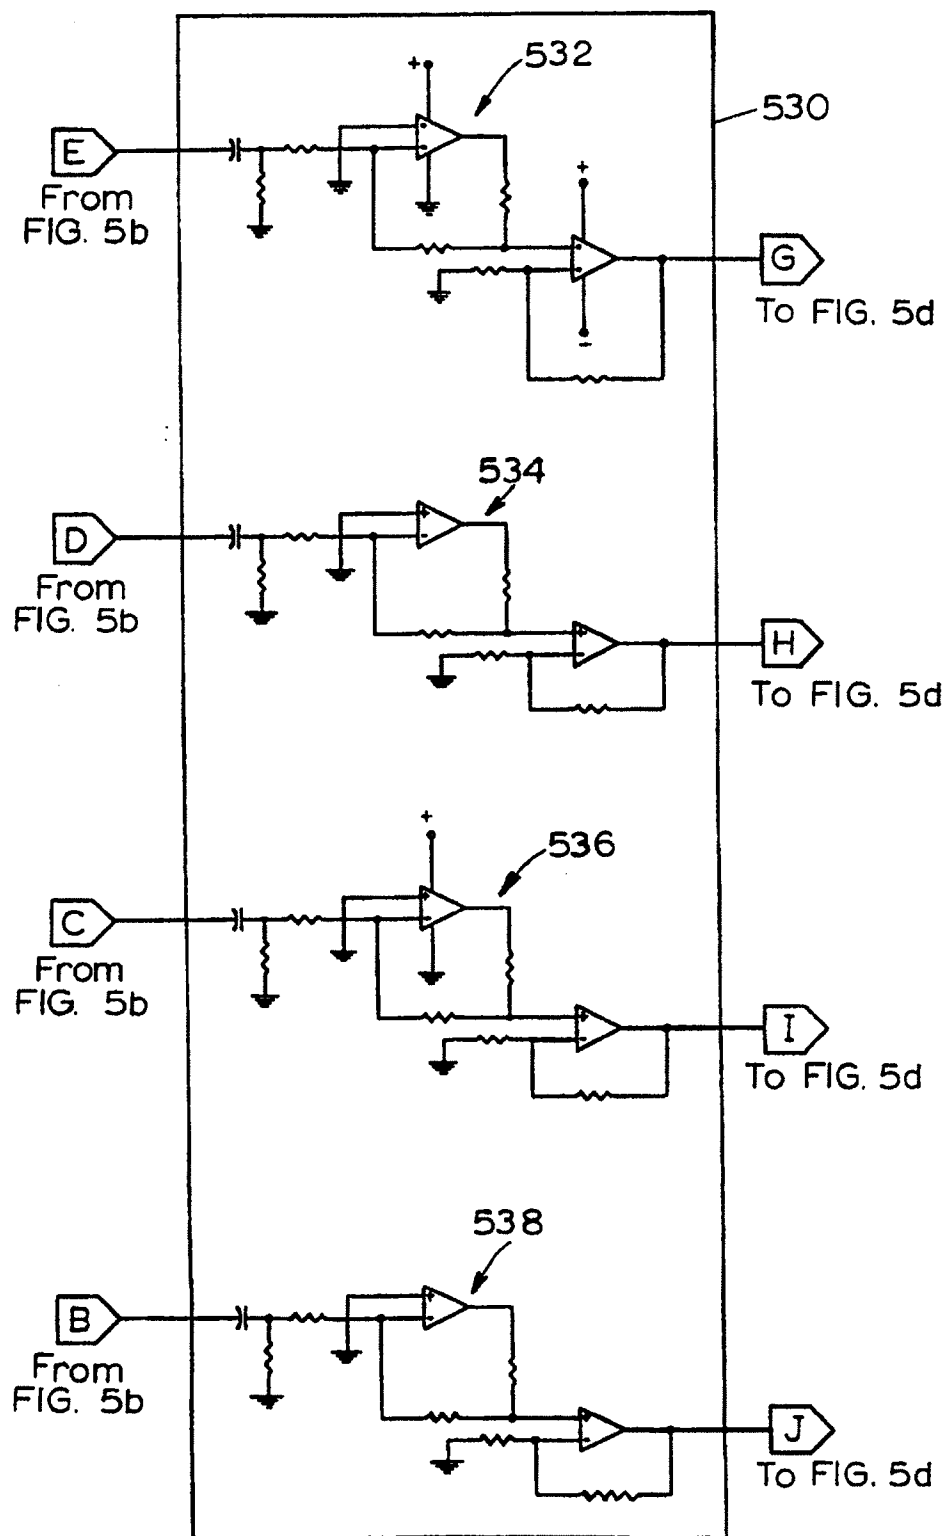 532
+
530
E
From
FIG. 5b
+
G
To FIG. 5d
-
534
D
+
-
From
FIG. 5b
+
-
H
To FIG. 5d
+
536
C
+
-
From
FIG. 5b
+
-
I
To FIG. 5d
538
B
+
-
From
FIG. 5b
+
-
J
To FIG. 5d